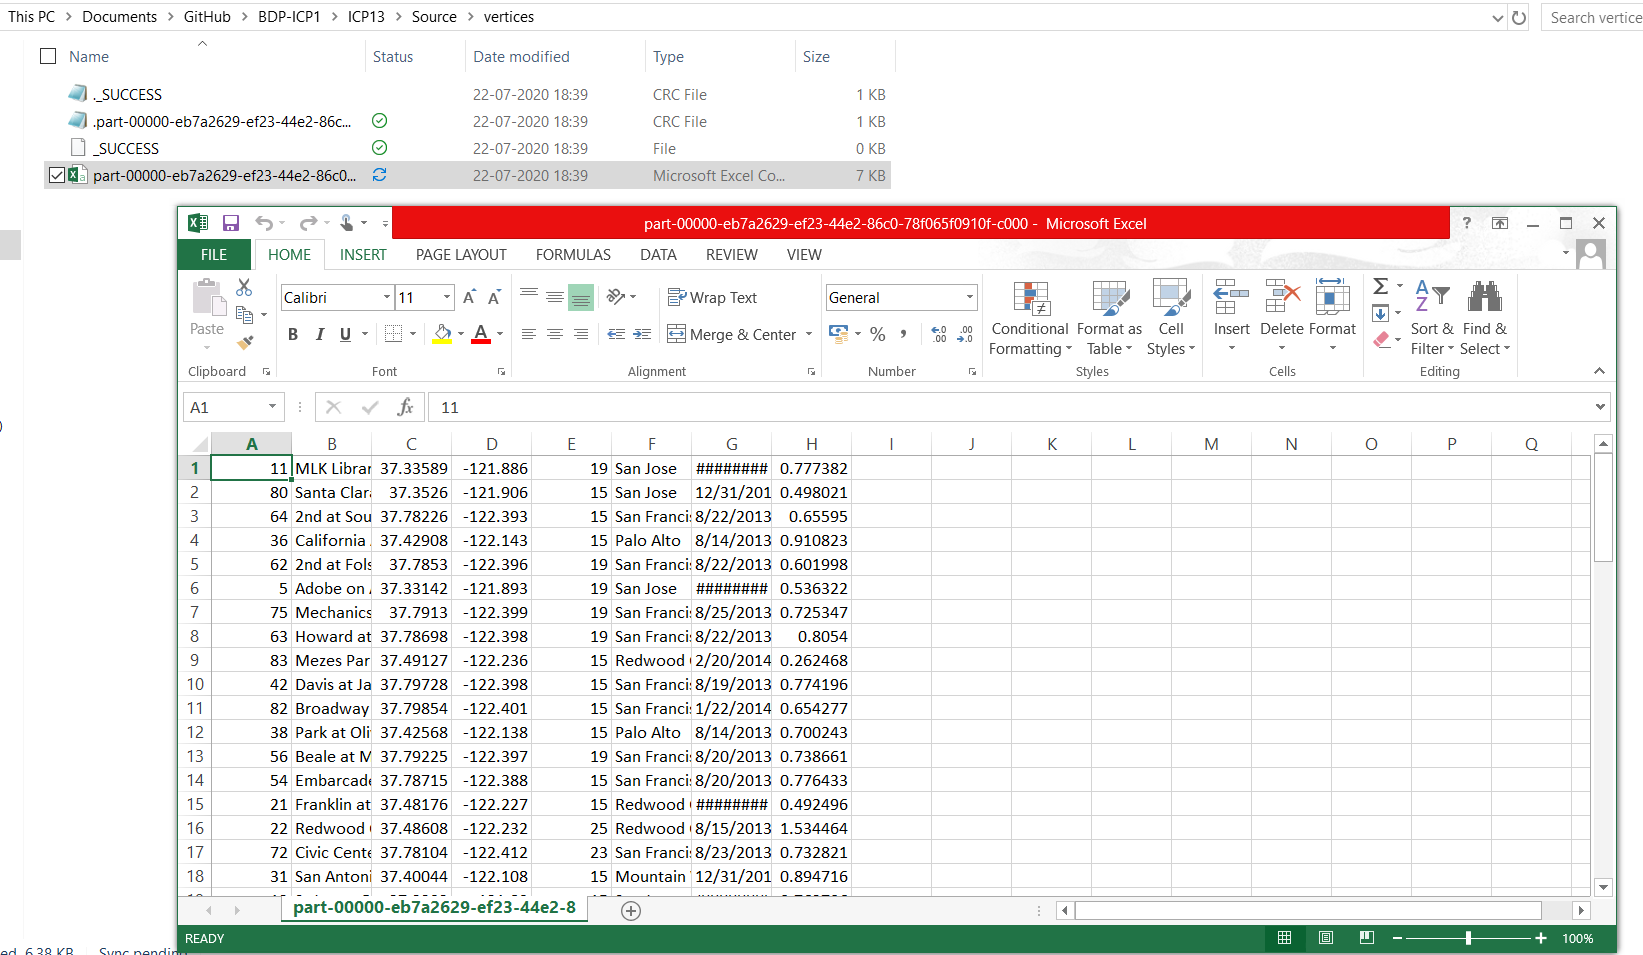 This PC > Documents > GitHub > BDP-ICP1 > ICP13 > Source > vertices
Search vertice
Name Status Date modified Type Size
._SUCCESS 22-07-2020 18:39 CRC File 1 KB
.part-00000-eb7a2629-ef23-44e2-86c... 22-07-2020 18:39 CRC File 1 KB
_SUCCESS 22-07-2020 18:39 File 0 KB
part-00000-eb7a2629-ef23-44e2-86c0... 22-07-2020 18:39 Microsoft Excel Co... 7 KB
part-00000-eb7a2629-ef23-44e2-86c0-78f065f0910f-c000 - Microsoft Excel
FILE HOME INSERT PAGE LAYOUT FORMULAS DATA REVIEW VIEW
Paste Calibri 11 Wrap Text General
B I U Merge & Center % , Conditional Formatting Format as Table Cell Styles Insert Delete Format Sort & Filter Find & Select
Clipboard Font Alignment Number Styles Cells Editing
A1 fx 11
A B C D E F G H I J K L M N O P Q
1 11 MLK Librar 37.33589 -121.886 19 San Jose ######## 0.777382
2 80 Santa Clara 37.3526 -121.906 15 San Jose 12/31/201 0.498021
3 64 2nd at Sou 37.78226 -122.393 15 San Francis 8/22/2013 0.65595
4 36 California 37.42908 -122.143 15 Palo Alto 8/14/2013 0.910823
5 62 2nd at Fols 37.7853 -122.396 19 San Francis 8/22/2013 0.601998
6 5 Adobe on 37.33142 -121.893 19 San Jose ######## 0.536322
7 75 Mechanics 37.7913 -122.399 19 San Francis 8/25/2013 0.725347
8 63 Howard at 37.78698 -122.398 19 San Francis 8/22/2013 0.8054
9 83 Mezes Par 37.49127 -122.236 15 Redwood 2/20/2014 0.262468
10 42 Davis at Ja 37.79728 -122.398 15 San Francis 8/19/2013 0.774196
11 82 Broadway 37.79854 -122.401 15 San Francis 1/22/2014 0.654277
12 38 Park at Oli 37.42568 -122.138 15 Palo Alto 8/14/2013 0.700243
13 56 Beale at M 37.79225 -122.397 19 San Francis 8/20/2013 0.738661
14 54 Embarcade 37.78715 -122.388 15 San Francis 8/20/2013 0.776433
15 21 Franklin at 37.48176 -122.227 15 Redwood ######## 0.492496
16 22 Redwood 37.48608 -122.232 25 Redwood 8/15/2013 1.534464
17 72 Civic Cente 37.78104 -122.412 23 San Francis 8/23/2013 0.732821
18 31 San Antoni 37.40044 -122.108 15 Mountain 12/31/201 0.894716
part-00000-eb7a2629-ef23-44e2-8
READY 100%
ed 6.38 KB Sync pending